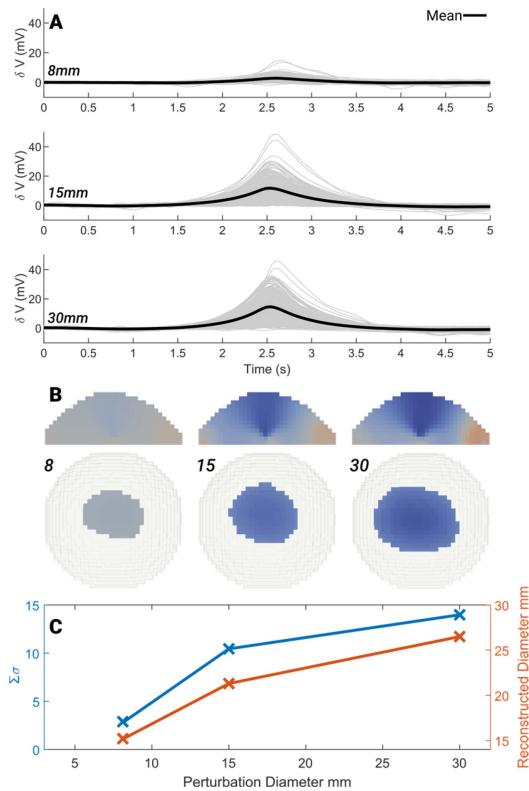 A
Mean
δ V (mV)
40
20
0
8mm
0 0.5 1 1.5 2 2.5 3 3.5 4 4.5 5
δ V (mV)
40
20
0
15mm
0 0.5 1 1.5 2 2.5 3 3.5 4 4.5 5
δ V (mV)
40
20
0
30mm
0 0.5 1 1.5 2 2.5 3 3.5 4 4.5 5
Time (s)
B
8 15 30
C
15
10
5
0
Σσ
30
25
20
15
Reconstructed Diameter mm
5 10 15 20 25 30
Perturbation Diameter mm